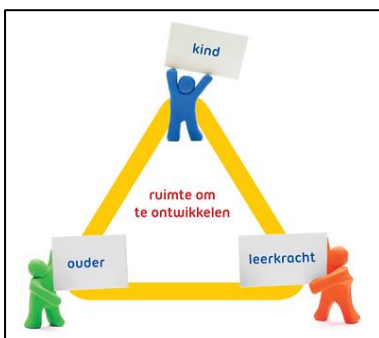 kind
ruimte om
te ontwikkelen
ouder
leerkracht